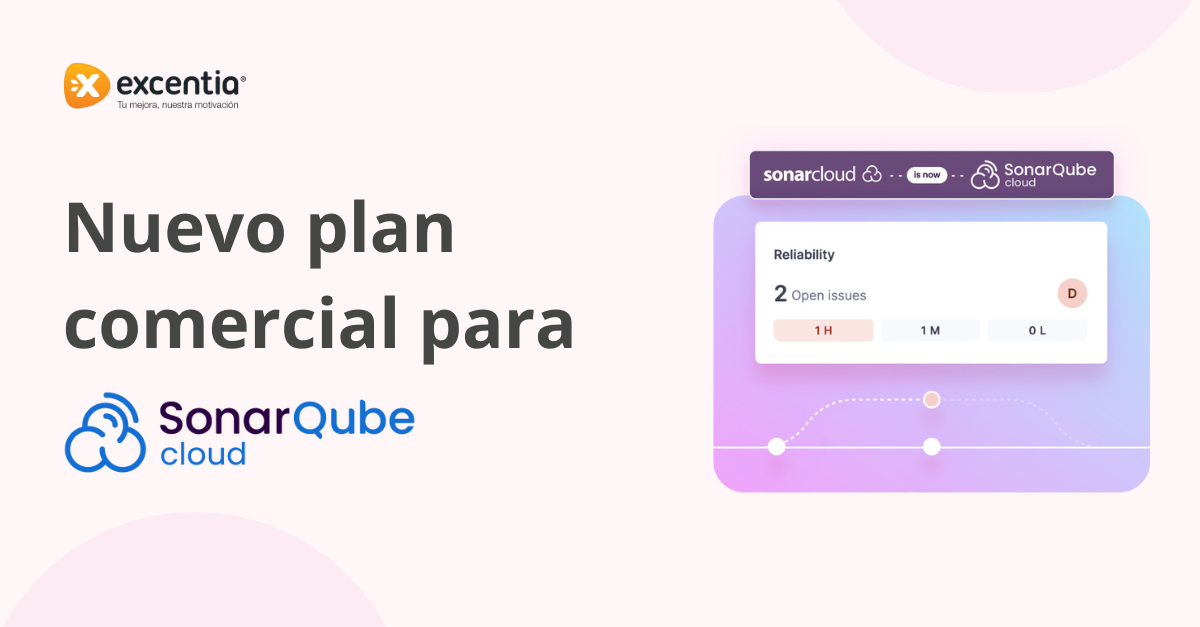 excentia®
Tu mejora, nuestra motivación
Nuevo plan
comercial para
SonarQube
cloud
sonarcloud is now SonarQube
cloud
Reliability
2 Open issues
D
1 H 1 M 0 L